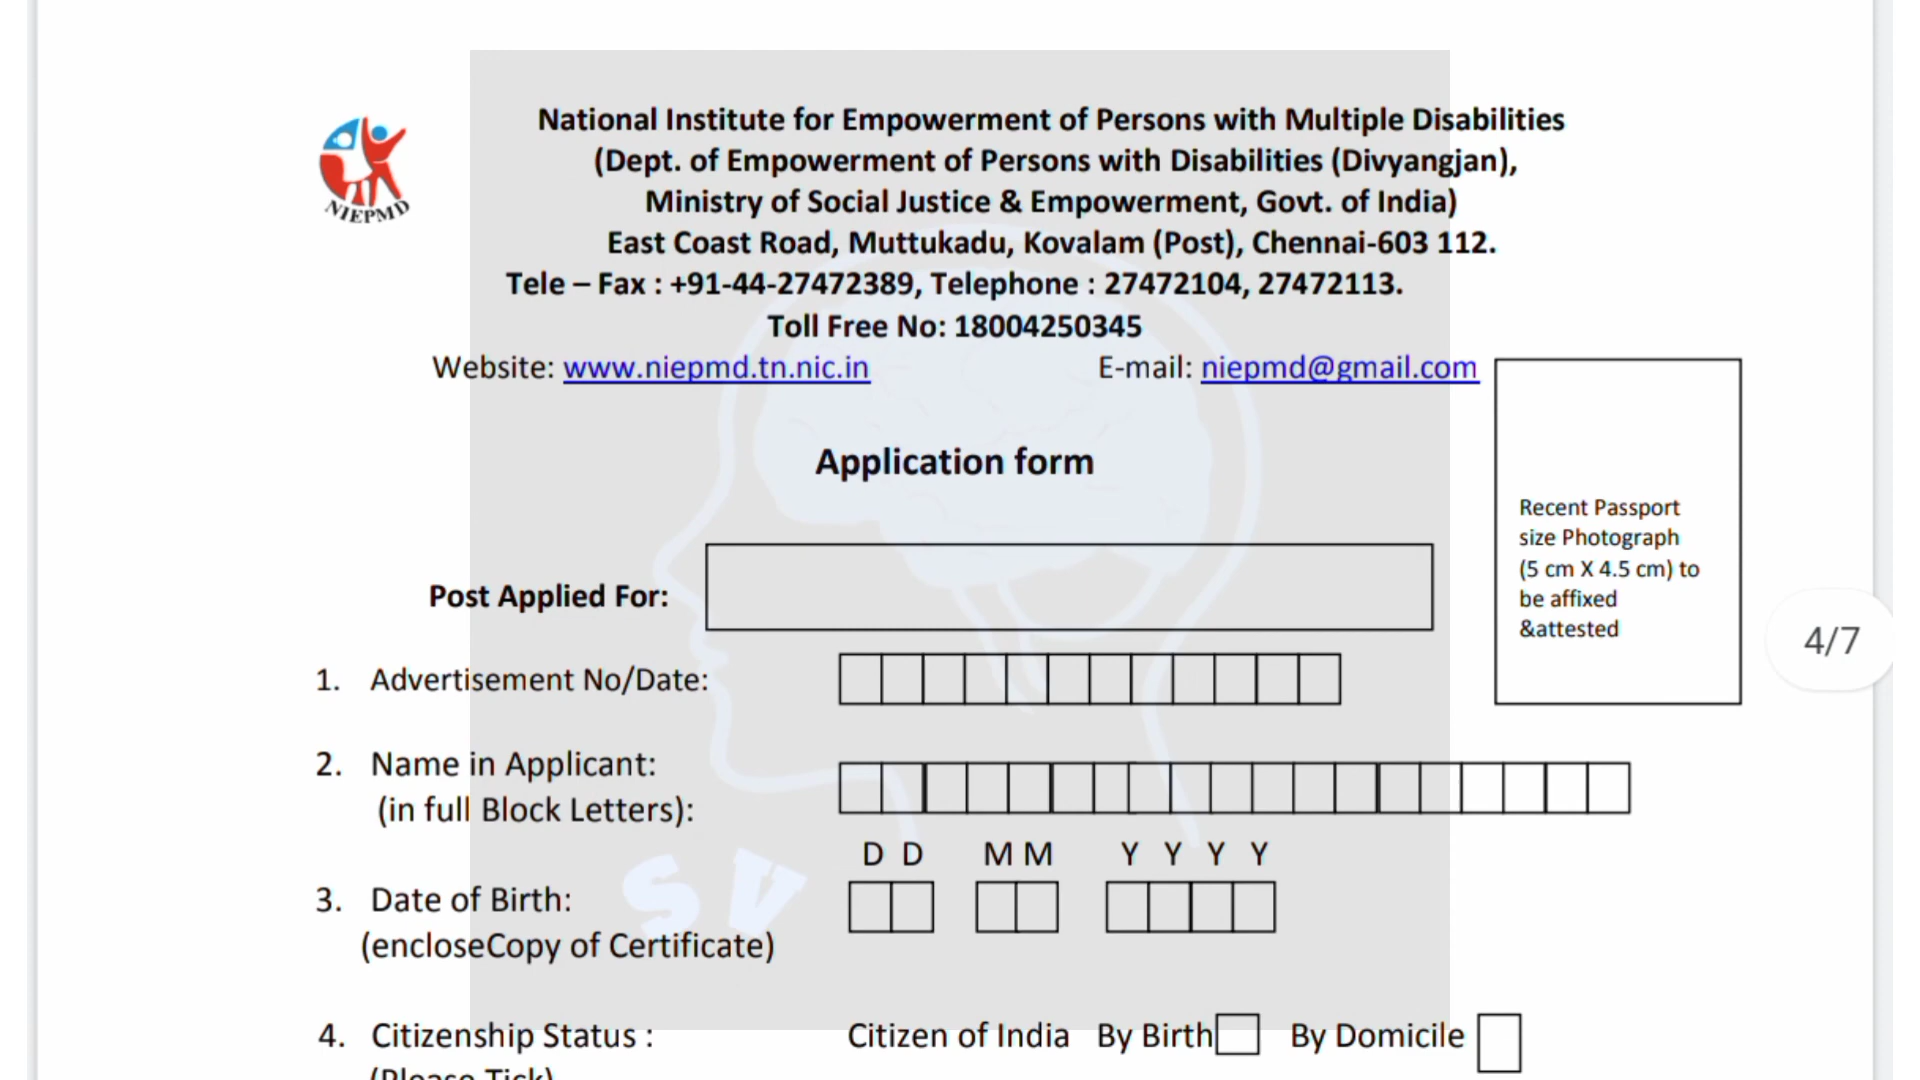 National Institute for Empowerment of Persons with Multiple Disabilities
(Dept. of Empowerment of Persons with Disabilities (Divyangjan),
Ministry of Social Justice & Empowerment, Govt. of India)
East Coast Road, Muttukadu, Kovalam (Post), Chennai-603 112.
NIEPMD
Tele – Fax : +91-44-27472389, Telephone : 27472104, 27472113.
Toll Free No: 18004250345
Website: www.niepmd.tn.nic.in E-mail: niepmd@gmail.com
Application form
Recent Passport
size Photograph
(5 cm X 4.5 cm) to
be affixed
&attested
Post Applied For:
4/7
1. Advertisement No/Date:
2. Name in Applicant:
(in full Block Letters):
D D M M Y Y Y Y
3. Date of Birth:
(encloseCopy of Certificate)
SV
4. Citizenship Status : Citizen of India By Birth By Domicile
(Please Tick)